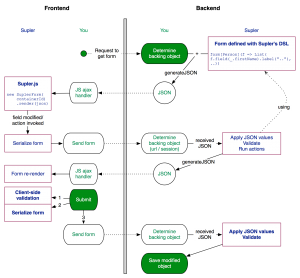 Frontend
Backend
Supler
You
You
Supler
Request to
get form
Determine
backing object
Form defined with Supler's DSL
form[Person](f => List(
f.field(_.firstName).label("..."),
...)
generateJSON
Supler.js
new SuplerForm(
container01
.render(json)
JS ajax
handler
JSON
field modified/
action invoked
using
Serialize form
Send form
Determine
backing object
(url / session)
received
JSON
Apply JSON values
Validate
Run actions
generateJSON
Form re-render
JS ajax
handler
JSON
Client-side
validation
1
Submit
2
Serialize form
3
Send form
Determine
backing object
received
JSON
Apply JSON values
Validate
Save modified
object